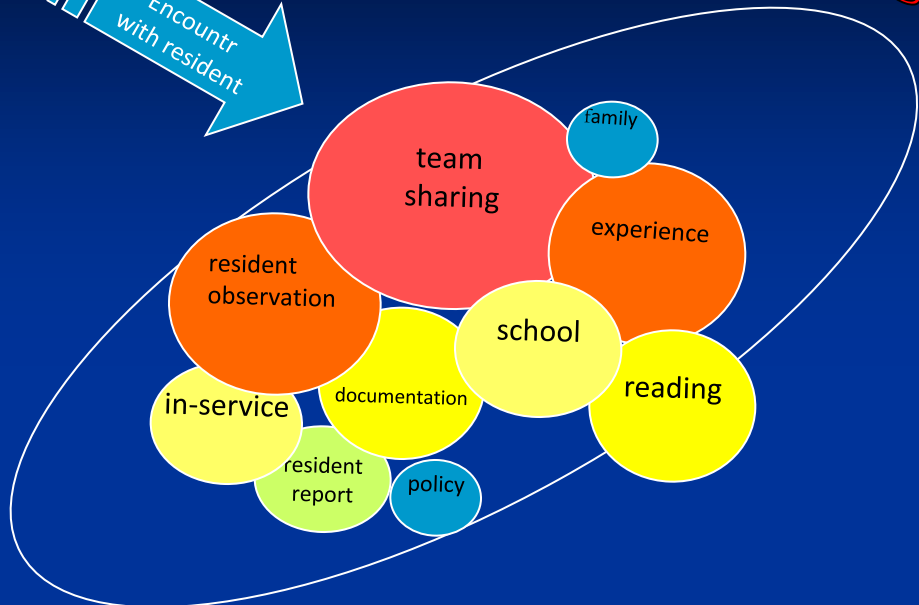 Encountr
with resident
team
sharing
family
experience
resident
observation
school
reading
documentation
in-service
resident
report
policy